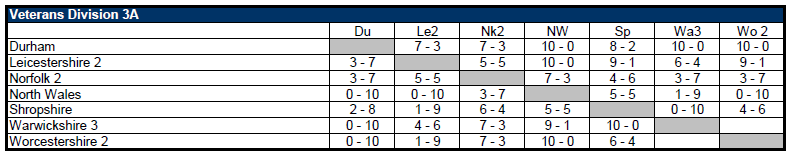 Veterans Division 3A
Du Le2 Nk2 NW Sp Wa3 Wo 2
Durham 7 - 3 7 - 3 10 - 0 8 - 2 10 - 0 10 - 0
Leicestershire 2 3 - 7 5 - 5 10 - 0 9 - 1 6 - 4 9 - 1
Norfolk 2 3 - 7 5 - 5 7 - 3 4 - 6 3 - 7 3 - 7
North Wales 0 - 10 0 - 10 3 - 7 5 - 5 1 - 9 0 - 10
Shropshire 2 - 8 1 - 9 6 - 4 5 - 5 0 - 10 4 - 6
Warwickshire 3 0 - 10 4 - 6 7 - 3 9 - 1 10 - 0
Worcestershire 2 0 - 10 1 - 9 7 - 3 10 - 0 6 - 4